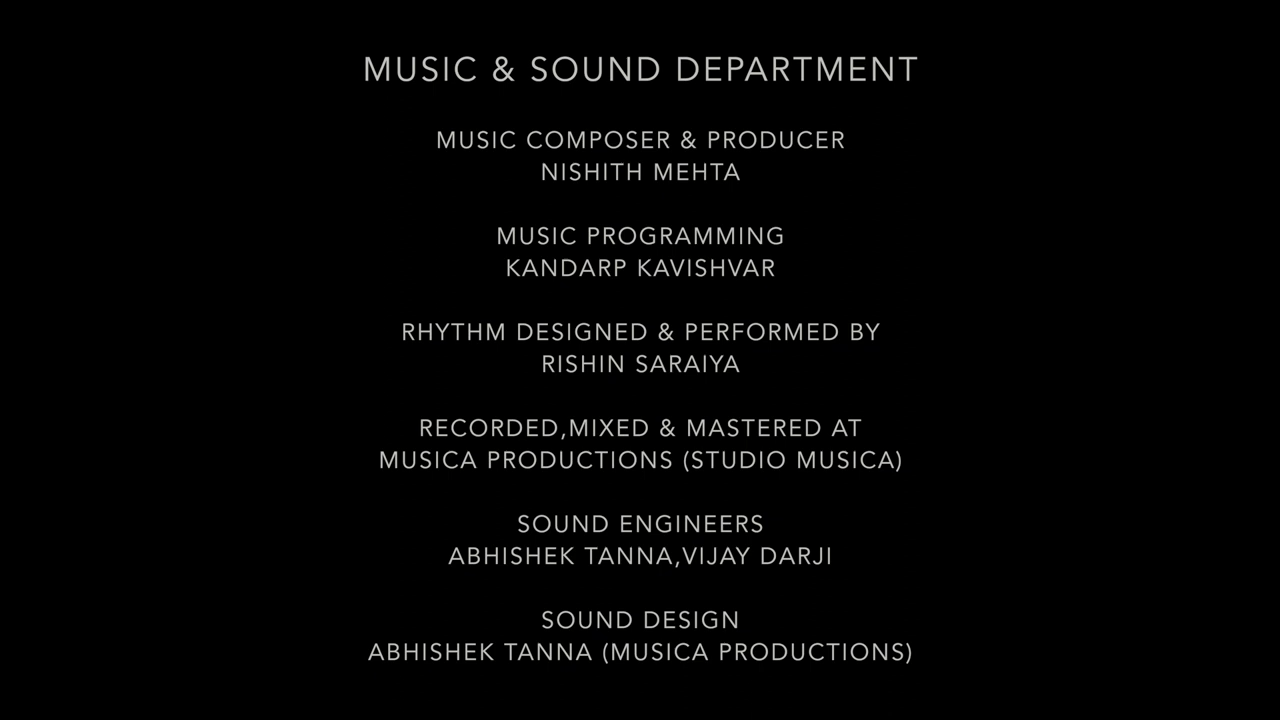 MUSIC & SOUND DEPARTMENT
MUSIC COMPOSER & PRODUCER
NISHITH MEHTA
MUSIC PROGRAMMING
KANDARP KAVISHVAR
RHYTHM DESIGNED & PERFORMED BY
RISHIN SARAIYA
RECORDED,MIXED & MASTERED AT
MUSICA PRODUCTIONS (STUDIO MUSICA)
SOUND ENGINEERS
ABHISHEK TANNA,VIJAY DARJI
SOUND DESIGN
ABHISHEK TANNA (MUSICA PRODUCTIONS)